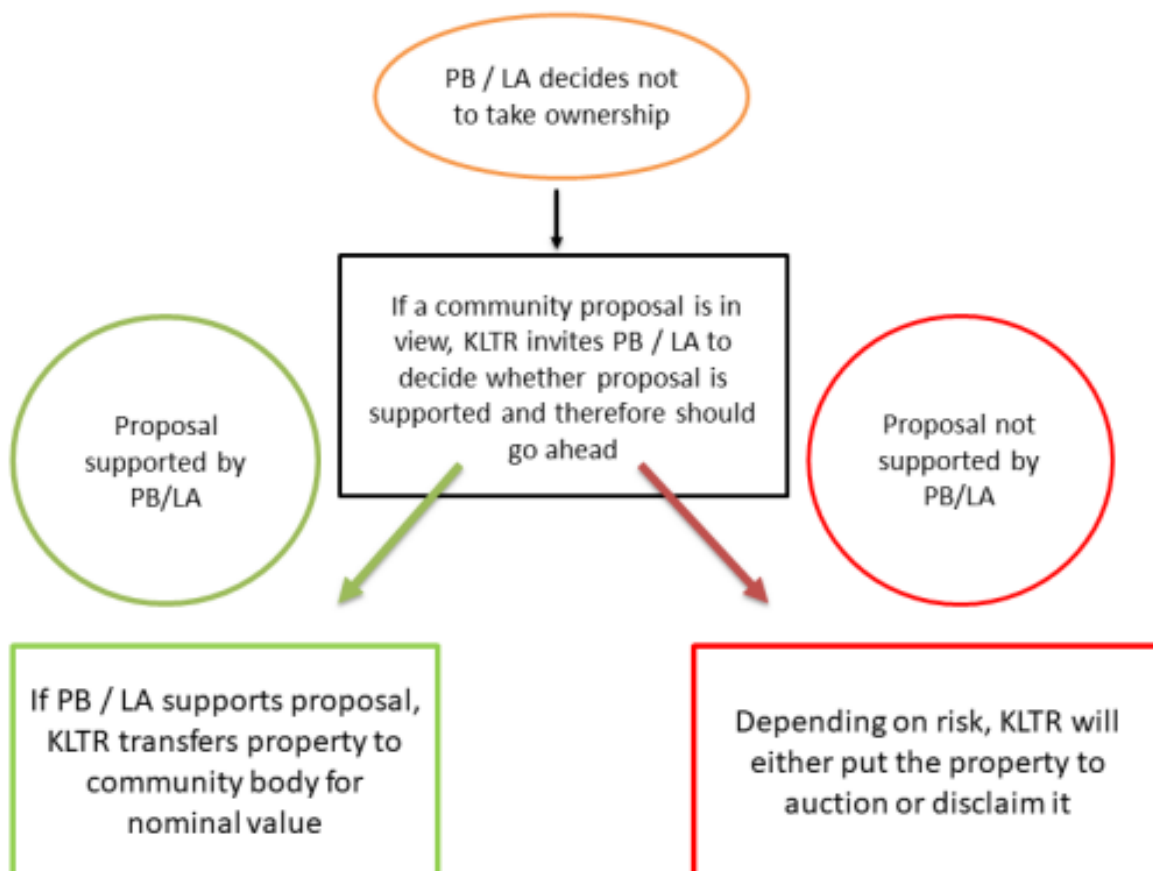 PB / LA decides not
to take ownership
If a community proposal is in
view, KLTR invites PB / LA to
decide whether proposal is
supported and therefore should
go ahead
Proposal
supported by
PB/LA
Proposal not
supported by
PB/LA
If PB / LA supports proposal,
KLTR transfers property to
community body for
nominal value
Depending on risk, KLTR will
either put the property to
auction or disclaim it